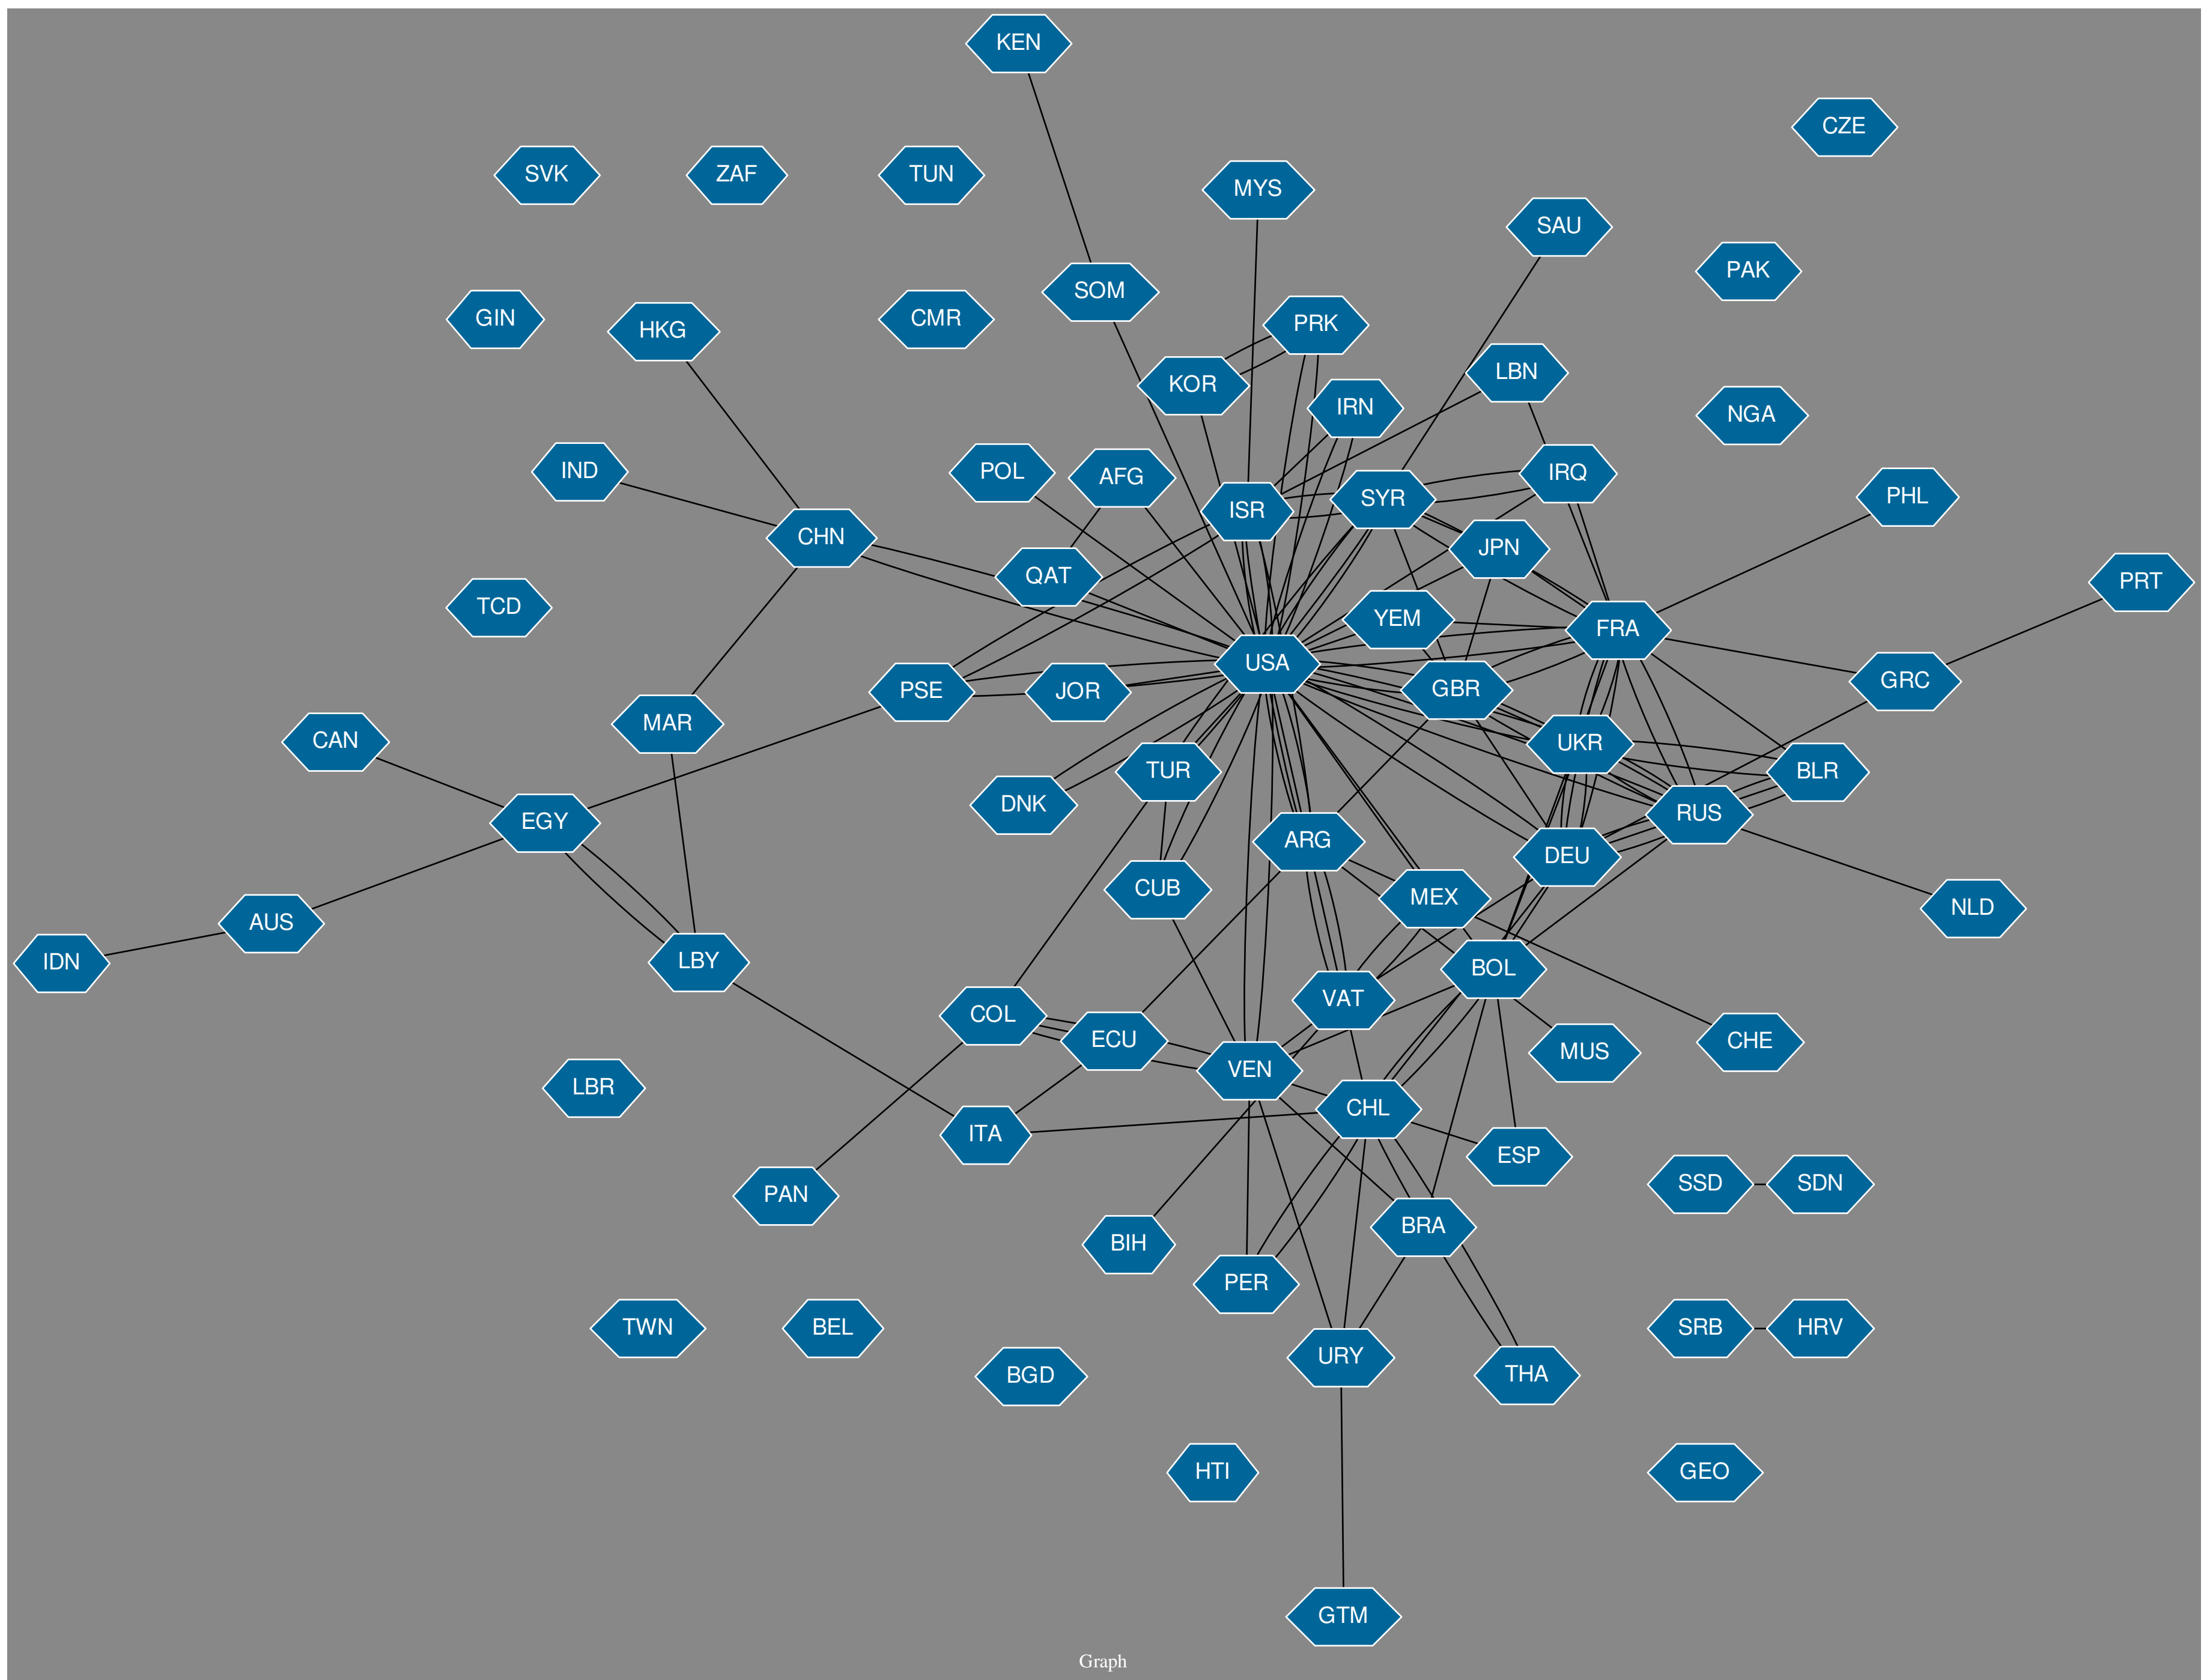 KEN
CZE
SVK
ZAF
TUN
MYS
SAU
PAK
SOM
GIN
HKG
CMR
PRK
KOR
LBN
IRN
NGA
IND
POL
AFG
IRQ
SYR
PHL
ISR
CHN
JPN
QAT
PRT
TCD
YEM
FRA
USA
GRC
PSE
JOR
GBR
MAR
CAN
UKR
TUR
BLR
DNK
RUS
EGY
ARG
DEU
CUB
MEX
NLD
AUS
IDN
LBY
BOL
VAT
COL
ECU
CHE
MUS
VEN
LBR
CHL
ITA
ESP
SSD
SDN
PAN
BRA
BIH
PER
TWN
BEL
SRB
HRV
URY
BGD
THA
HTI
GEO
GTM
Graph